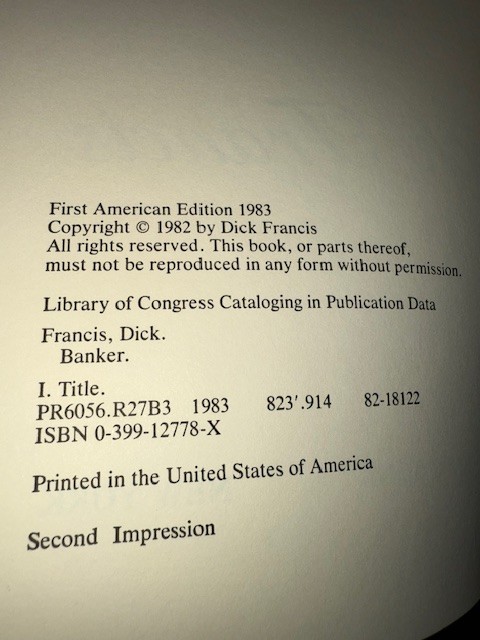 First American Edition 1983
Copyright © 1982 by Dick Francis
All rights reserved. This book, or parts thereof,
must not be reproduced in any form without permission.
Library of Congress Cataloging in Publication Data
Francis, Dick.
Banker.
I. Title.
PR6056.R27B3 1983 823'.914 82-18122
ISBN 0-399-12778-X
Printed in the United States of America
Second Impression